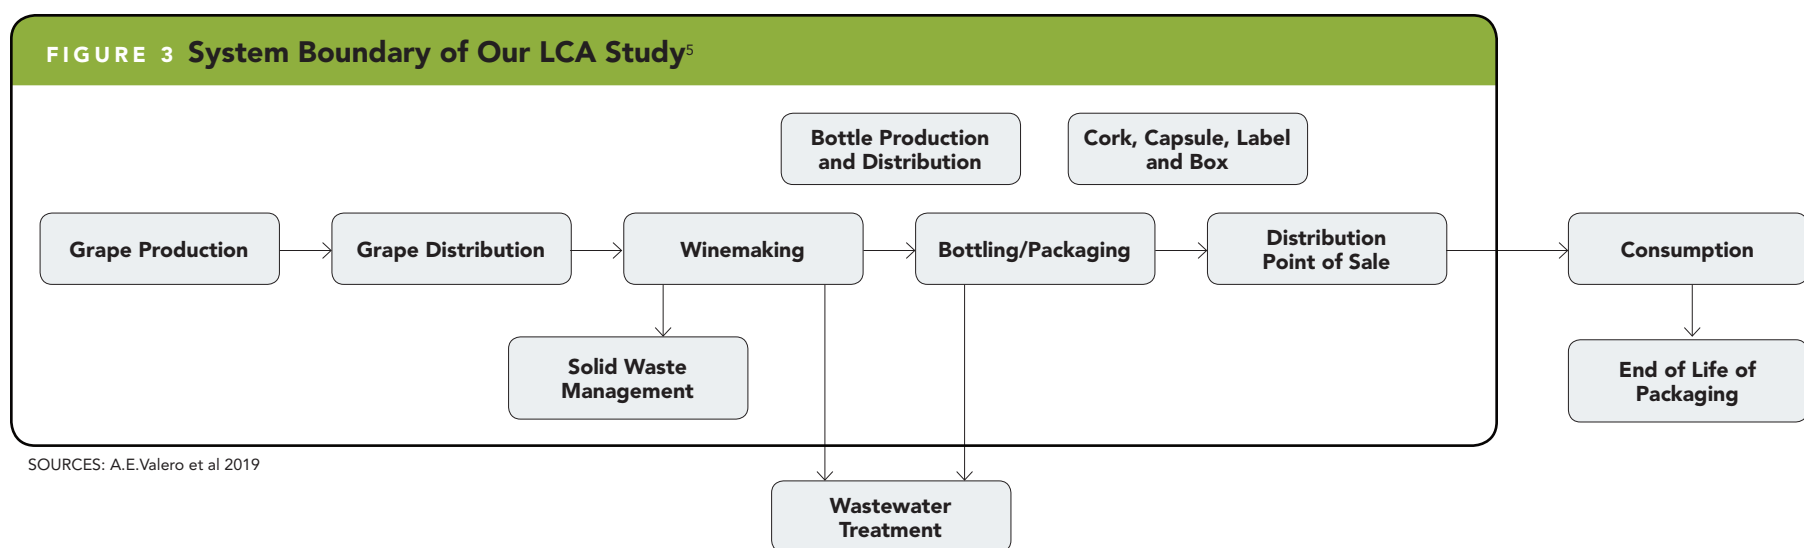 FIGURE 3 System Boundary of Our LCA Study5
Bottle Production
and Distribution
Cork, Capsule, Label
and Box
Grape Production
Grape Distribution
Winemaking
Bottling/Packaging
Distribution
Point of Sale
Consumption
Solid Waste
Management
End of Life of
Packaging
SOURCES: A.E.Valero et al 2019
Wastewater
Treatment